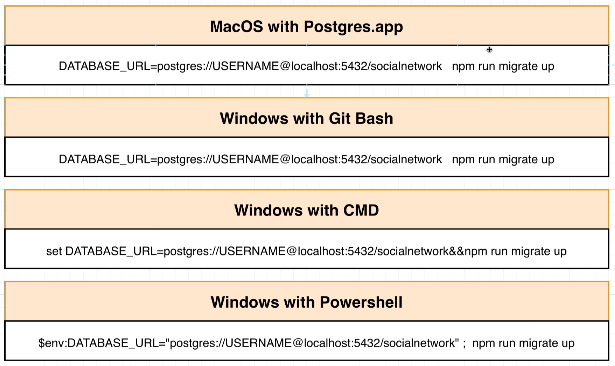 MacOS with Postgres.app
DATABASE_URL=postgres://USERNAME@localhost:5432/socialnetwork   npm run migrate up
Windows with Git Bash
DATABASE_URL=postgres://USERNAME@localhost:5432/socialnetwork   npm run migrate up
Windows with CMD
set DATABASE_URL=postgres://USERNAME@localhost:5432/socialnetwork&&npm run migrate up
Windows with Powershell
$env:DATABASE_URL="postgres://USERNAME@localhost:5432/socialnetwork" ;  npm run migrate up